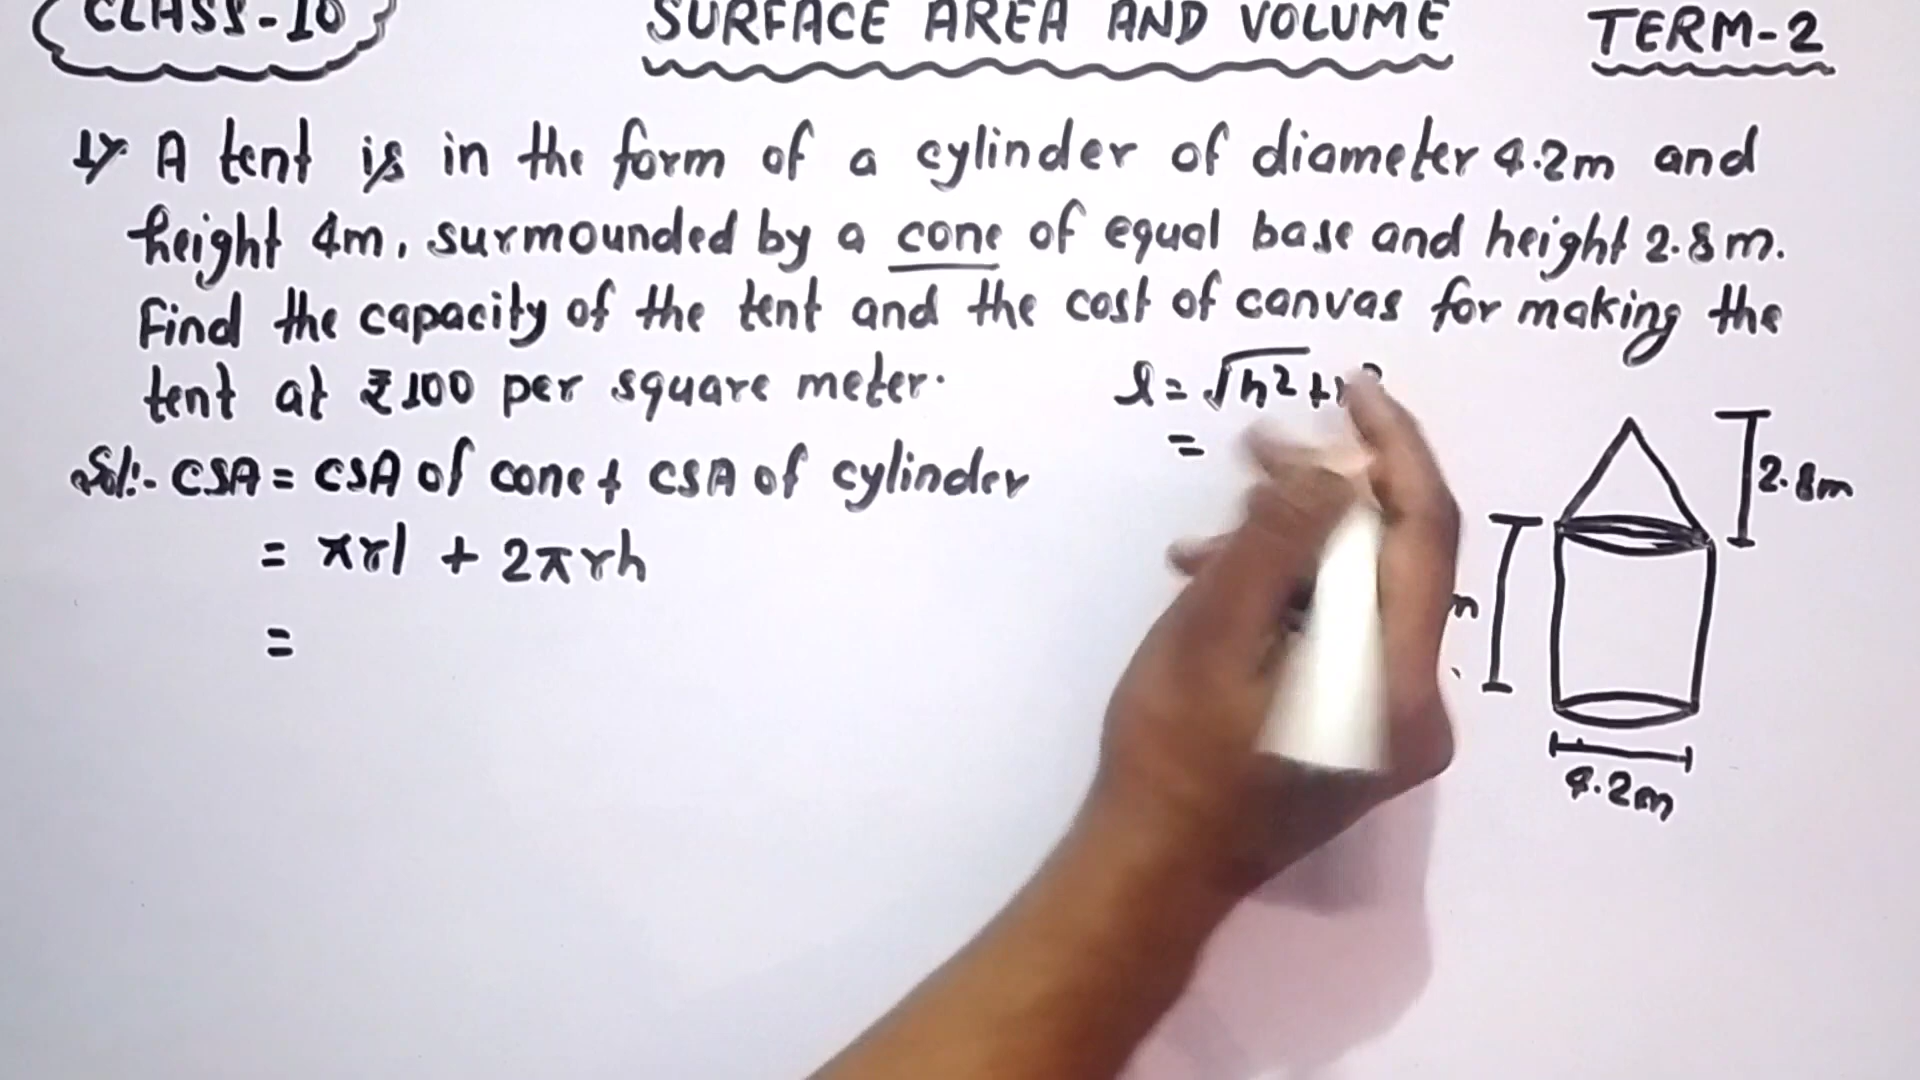 CLASS-10
SURFACE AREA AND VOLUME
TERM-2
1) A tent is in the form of a cylinder of diameter 4.2m and
height 4m, surmounded by a cone of equal base and height 2.8m.
Find the capacity of the tent and the cost of canvas for making the
tent at ₹100 per square meter.
l = √h²+
=
Sol:- CSA = CSA of cone + CSA of cylinder
= πrl + 2πrh
=
2.8m
m
4.2m